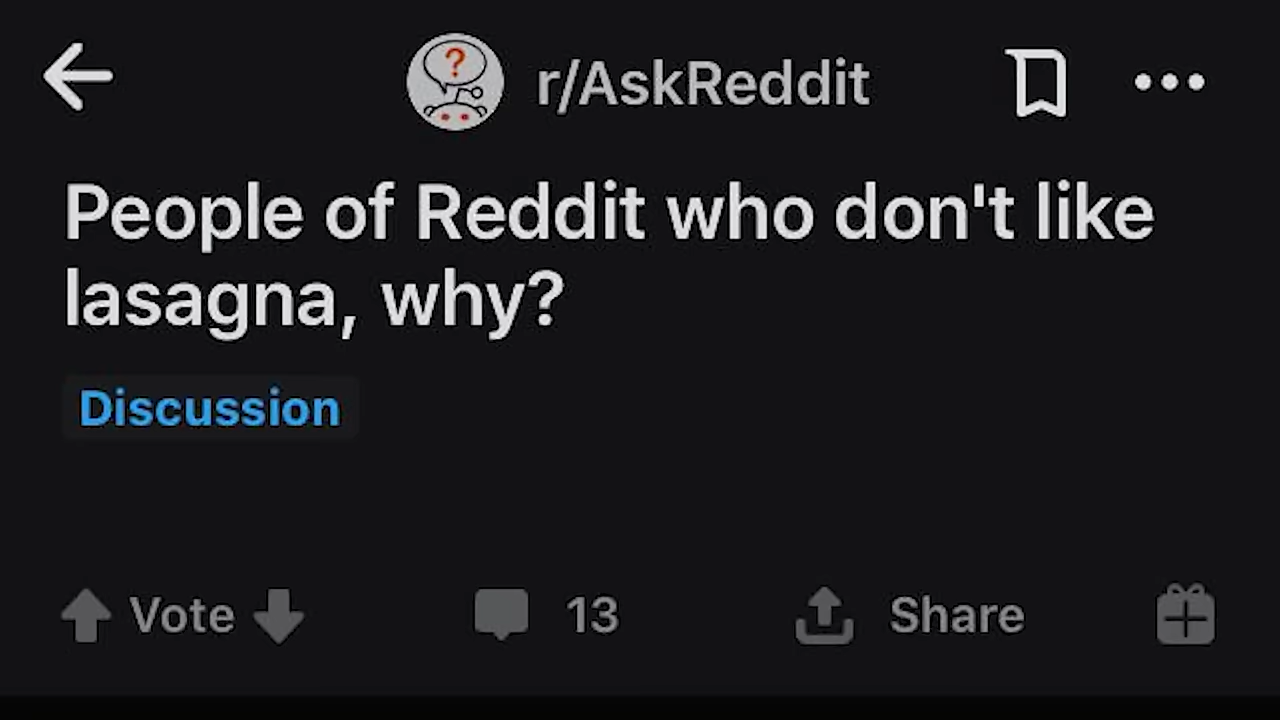 r/AskReddit
People of Reddit who don't like
lasagna, why?
Discussion
Vote 13 Share